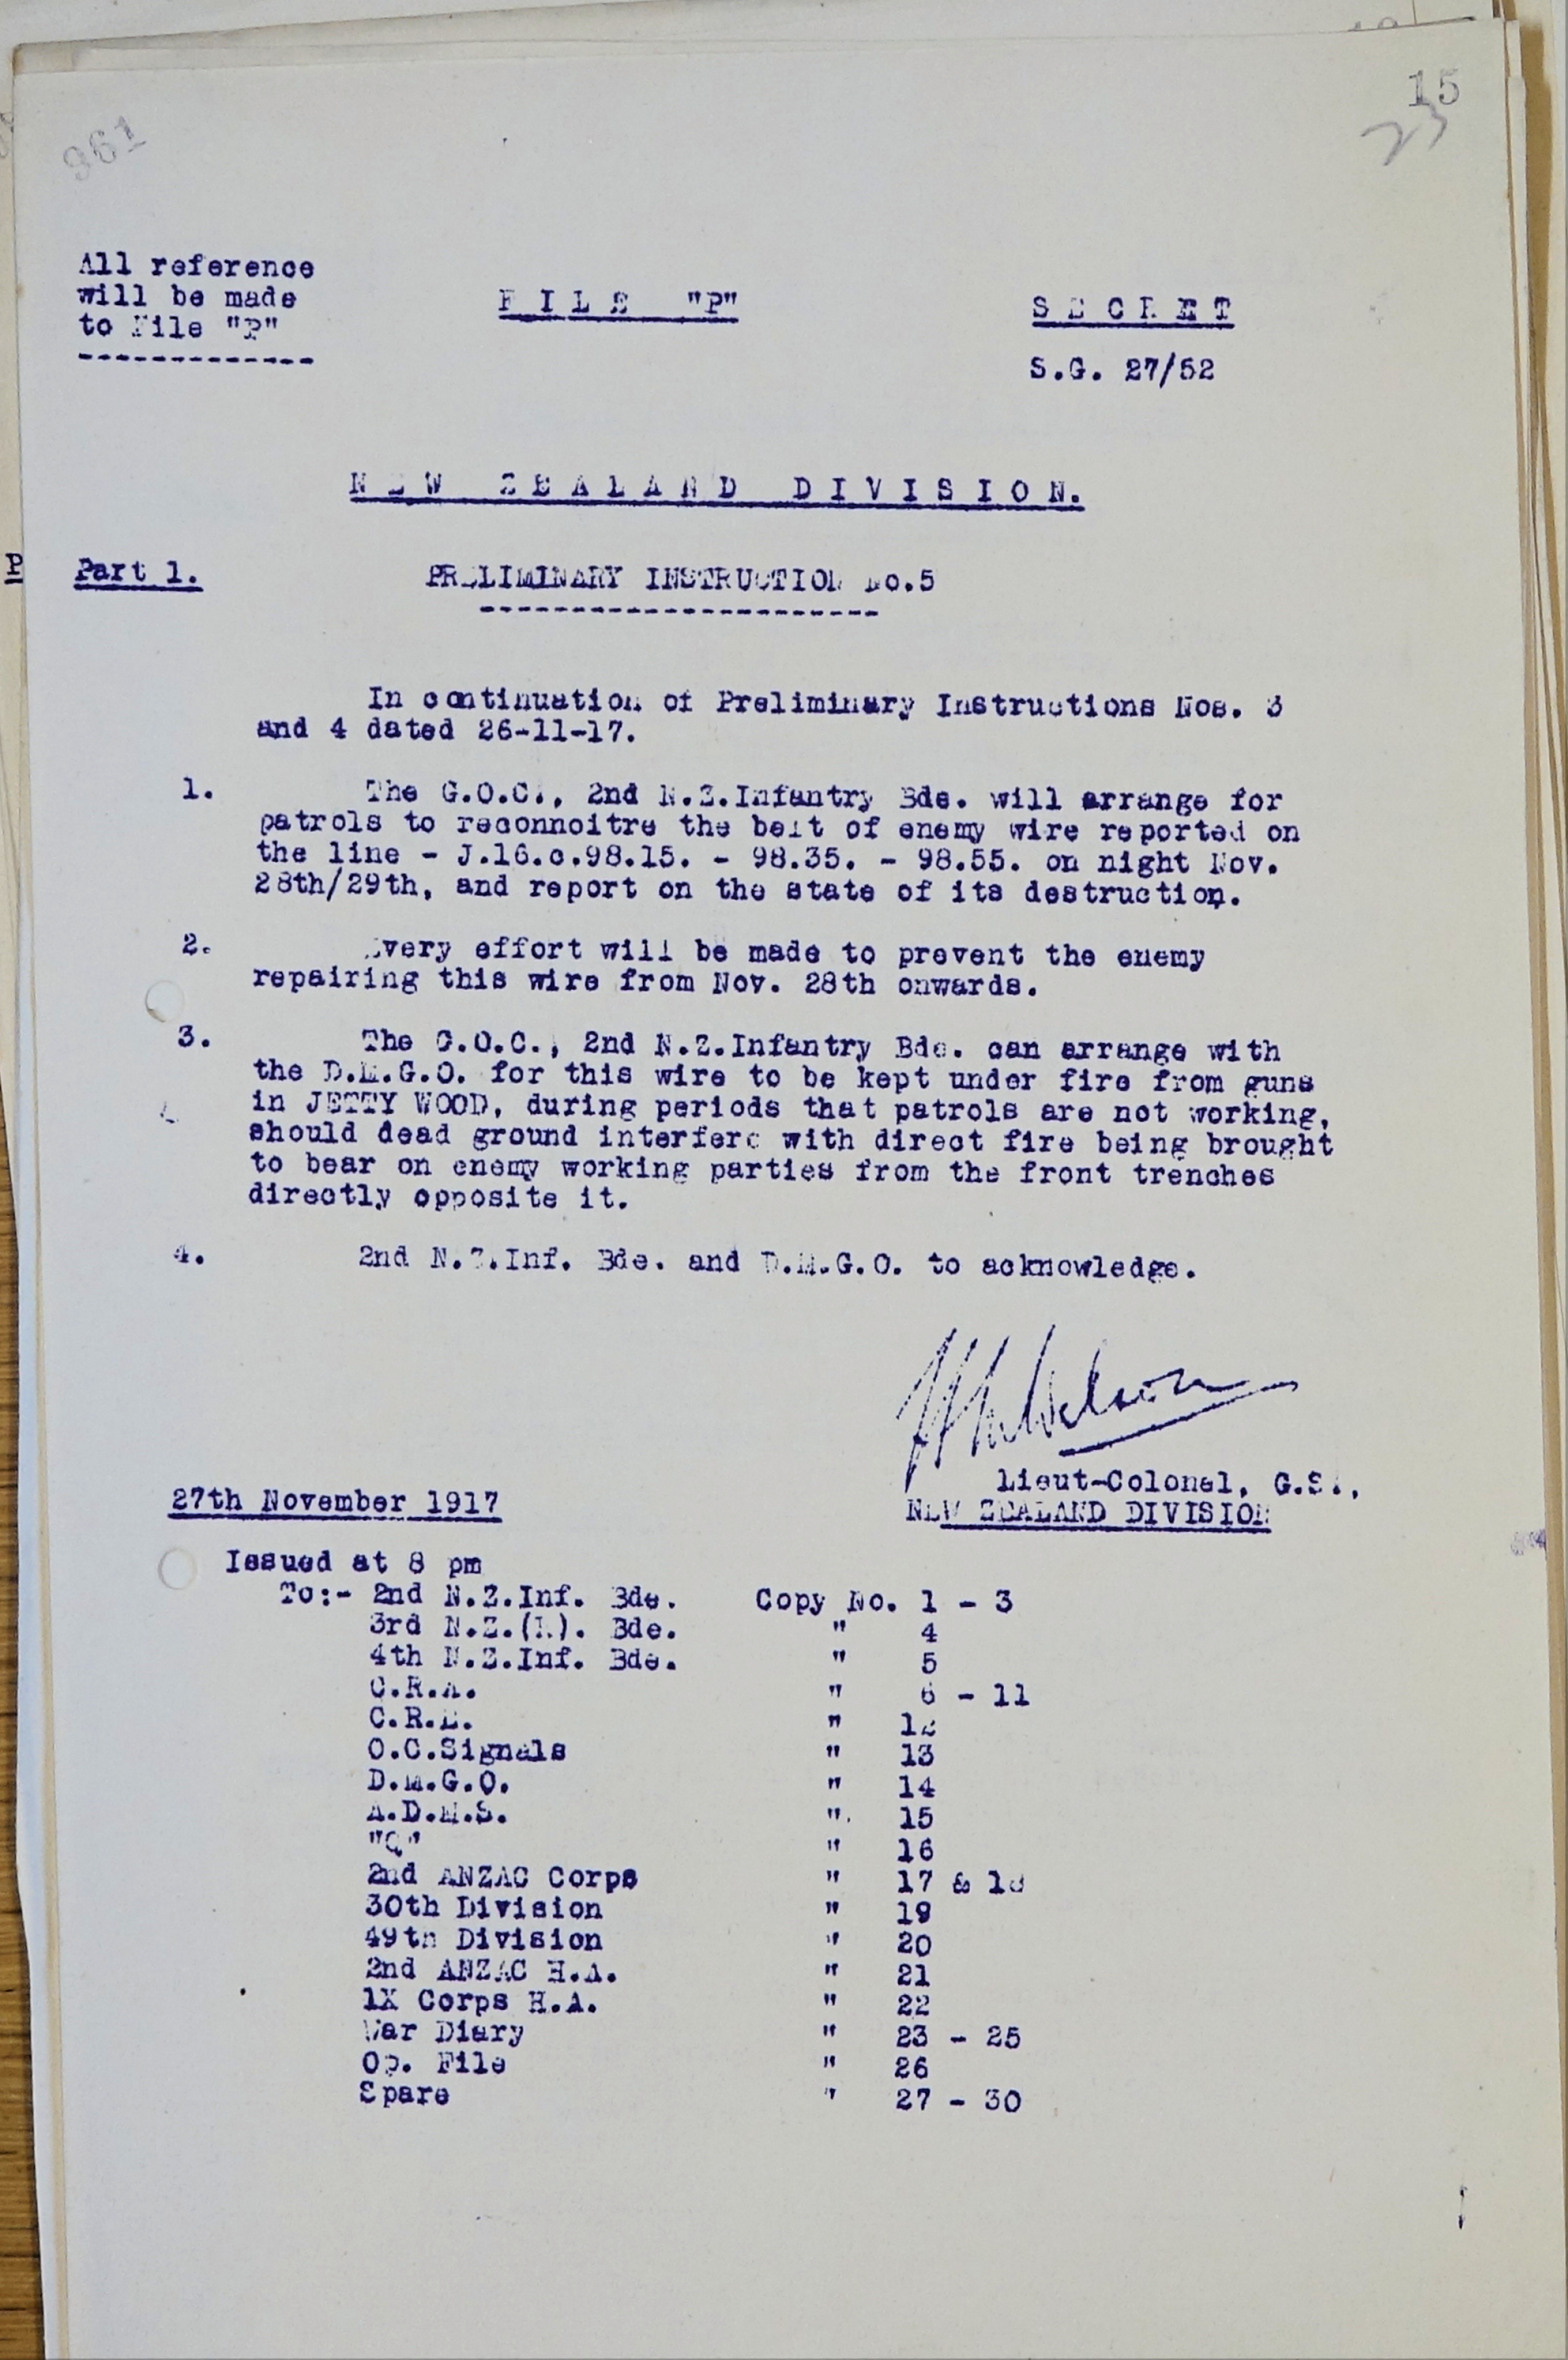 15
23
361
All reference
will be made
to File "P"
-------------
F I L E "P"
S E C R E T
S.G. 27/52
N E W Z E A L A N D D I V I S I O N.
P
Part 1.
PRELIMINARY INSTRUCTION No.5
----------------------
In continuation of Preliminary Instructions Nos. 3
and 4 dated 26-11-17.
1. The G.O.C., 2nd N.Z.Infantry Bde. will arrange for
patrols to reconnoitre the belt of enemy wire reported on
the line - J.16.c.98.15. - 98.35. - 98.55. on night Nov.
28th/29th, and report on the state of its destruction.
2. Every effort will be made to prevent the enemy
repairing this wire from Nov. 28th onwards.
3. The G.O.C., 2nd N.Z.Infantry Bde. can arrange with
the D.M.G.O. for this wire to be kept under fire from guns
in JETTY WOOD, during periods that patrols are not working,
should dead ground interfere with direct fire being brought
to bear on enemy working parties from the front trenches
directly opposite it.
4. 2nd N.Z.Inf. Bde. and D.M.G.O. to acknowledge.
Lieut-Colonel, G.S.,
NEW ZEALAND DIVISION
27th November 1917
Issued at 8 pm
To:- 2nd N.Z.Inf. Bde. Copy No. 1 - 3
3rd N.Z.(R). Bde. " 4
4th N.Z.Inf. Bde. " 5
C.R.A. " 6 - 11
C.R.E. " 12
O.C.Signals " 13
D.M.G.O. " 14
A.D.M.S. " 15
"Q" " 16
2nd ANZAC Corps " 17 & 18
30th Division " 19
49th Division " 20
2nd ANZAC H.A. " 21
1X Corps H.A. " 22
War Diary " 23 - 25
Op. File " 26
Spare " 27 - 30